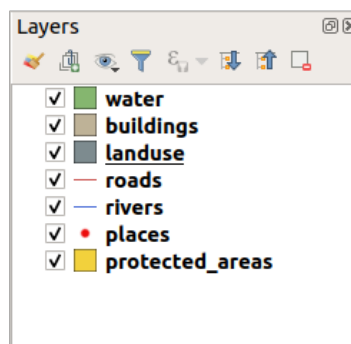 Layers
water
buildings
landuse
roads
rivers
places
protected_areas